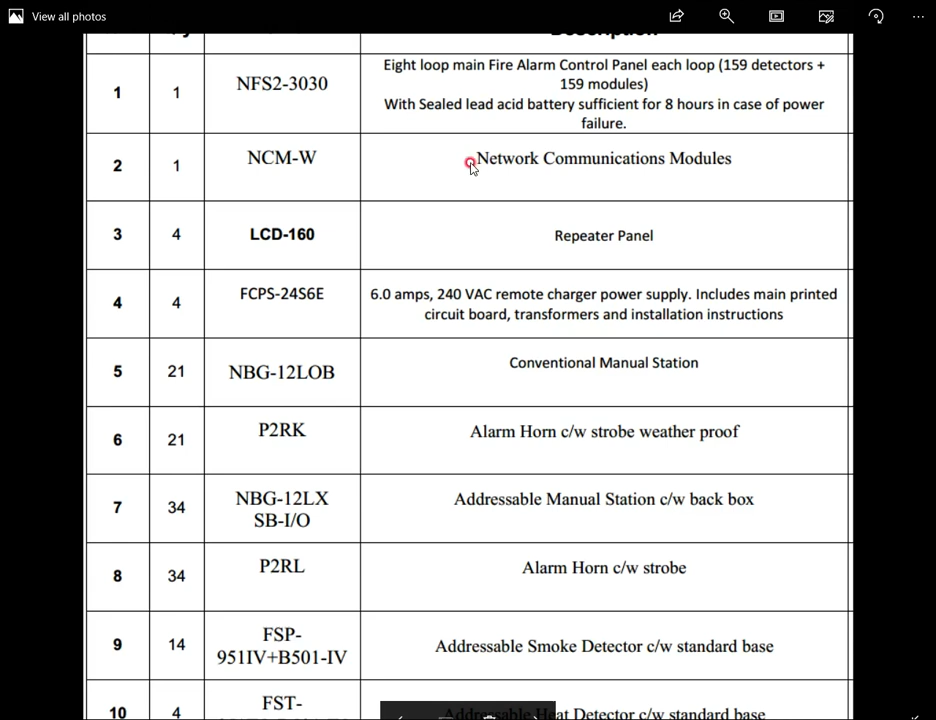 View all photos
Description
1 1 NFS2-3030 Eight loop main Fire Alarm Control Panel each loop (159 detectors +
159 modules)
With Sealed lead acid battery sufficient for 8 hours in case of power
failure.
2 1 NCM-W Network Communications Modules
3 4 LCD-160 Repeater Panel
4 4 FCPS-24S6E 6.0 amps, 240 VAC remote charger power supply. Includes main printed
circuit board, transformers and installation instructions
5 21 NBG-12LOB Conventional Manual Station
6 21 P2RK Alarm Horn c/w strobe weather proof
7 34 NBG-12LX Addressable Manual Station c/w back box
SB-I/O
8 34 P2RL Alarm Horn c/w strobe
9 14 FSP- Addressable Smoke Detector c/w standard base
951IV+B501-IV
10 4 FST- Addressable Heat Detector c/w standard base